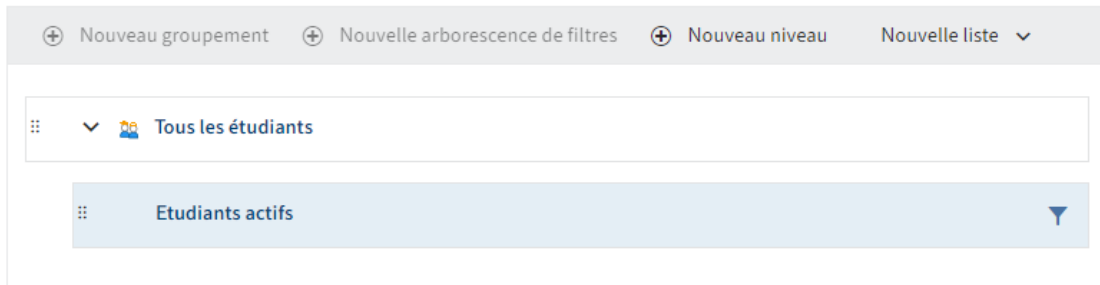 Nouveau groupement Nouvelle arborescence de filtres Nouveau niveau Nouvelle liste
Tous les étudiants
Etudiants actifs